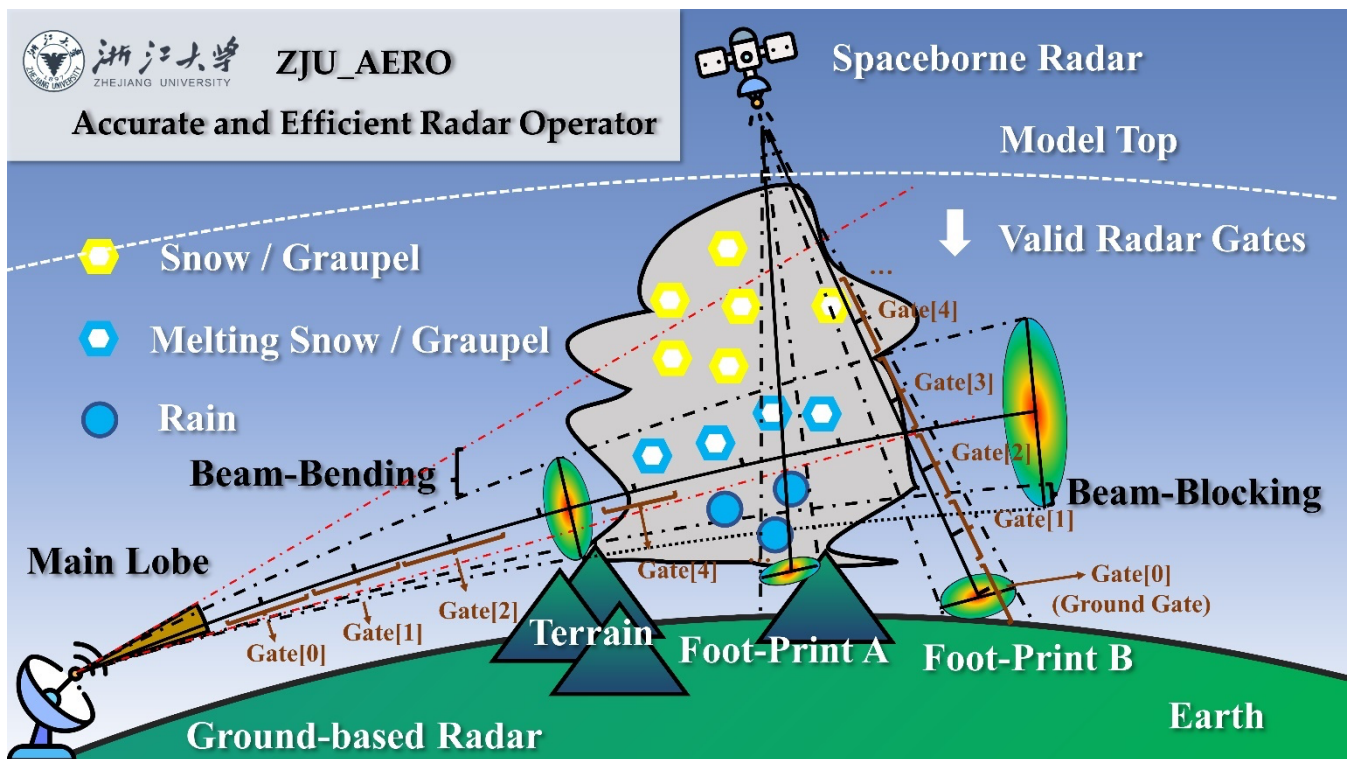 浙江大学
ZHEJIANG UNIVERSITY
1897
ZJU_AERO
Accurate and Efficient Radar Operator
Spaceborne Radar
Model Top
Valid Radar Gates
Snow / Graupel
Melting Snow / Graupel
Rain
...
Gate[4]
Gate[3]
Gate[2]
Gate[1]
Gate[0]
(Ground Gate)
Beam-Bending
Beam-Blocking
Main Lobe
Gate[0]
Gate[1]
Gate[2]
Gate[4]
...
Terrain
Foot-Print A
Foot-Print B
Ground-based Radar
Earth